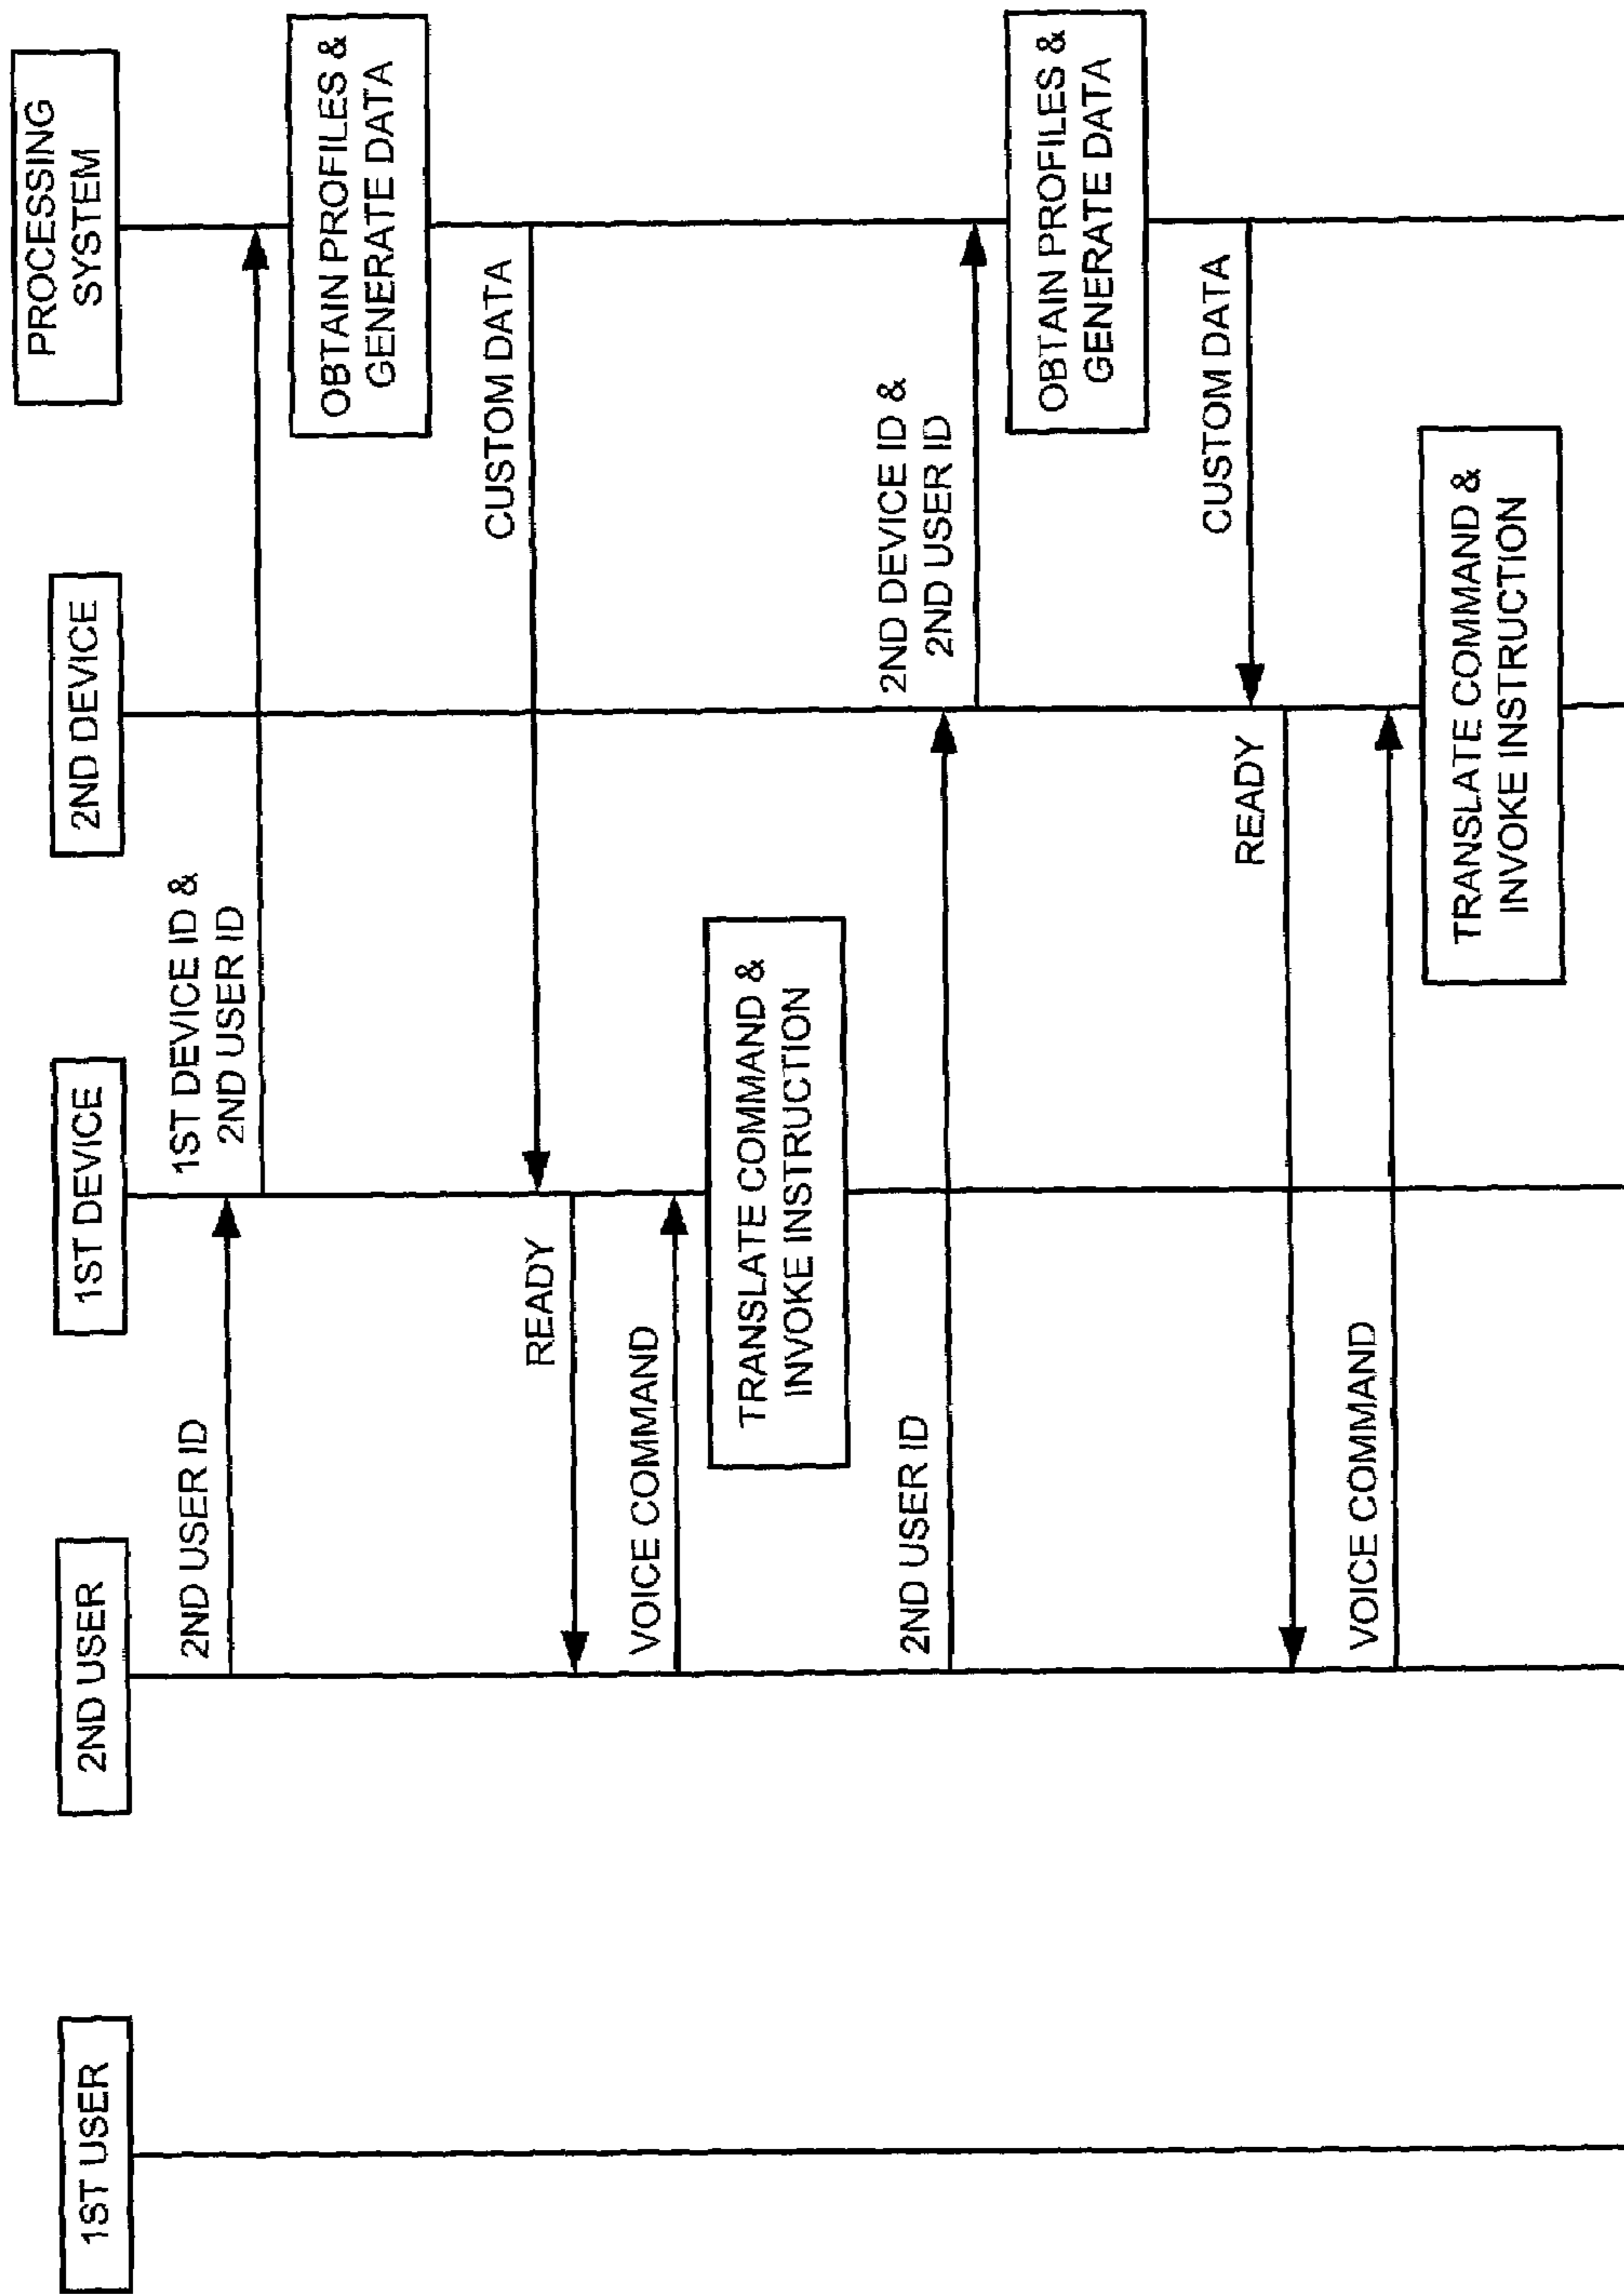 1ST USER
2ND USER
1ST DEVICE
2ND DEVICE
PROCESSING
SYSTEM
2ND USER ID
1ST DEVICE ID &
2ND USER ID
OBTAIN PROFILES &
GENERATE DATA
CUSTOM DATA
READY
VOICE COMMAND
TRANSLATE COMMAND &
INVOKE INSTRUCTION
2ND USER ID
2ND DEVICE ID &
2ND USER ID
OBTAIN PROFILES &
GENERATE DATA
CUSTOM DATA
READY
VOICE COMMAND
TRANSLATE COMMAND &
INVOKE INSTRUCTION